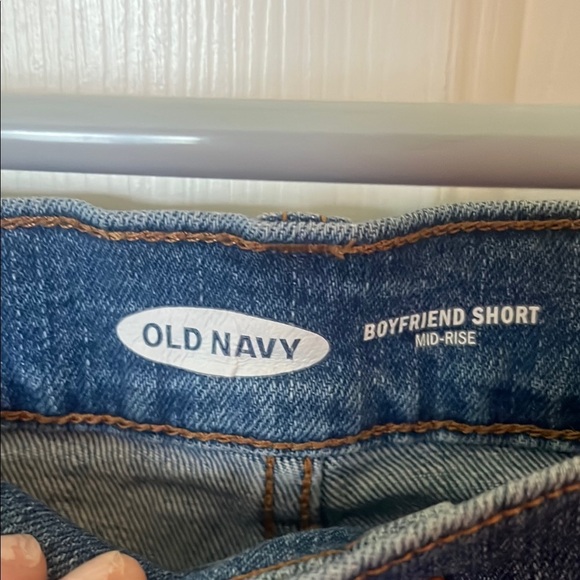 OLD NAVY
BOYFRIEND SHORT
MID-RISE